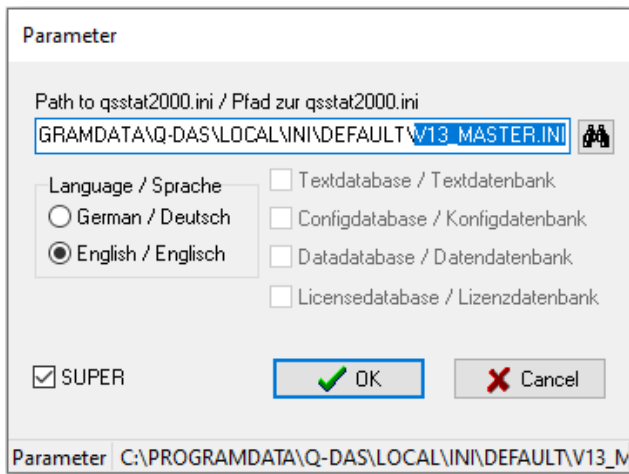 Parameter
Path to qsstat2000.ini / Pfad zur qsstat2000.ini
GRAMDATA\Q-DAS\LOCAL\INI\DEFAULT\V13_MASTER.INI
Language / Sprache
German / Deutsch
English / Englisch
Textdatabase / Textdatenbank
Configdatabase / Konfigdatenbank
Datadatabase / Datendatenbank
Licensedatabase / Lizenzdatenbank
SUPER
OK
Cancel
Parameter C:\PROGRAMDATA\Q-DAS\LOCAL\INI\DEFAULT\V13_M